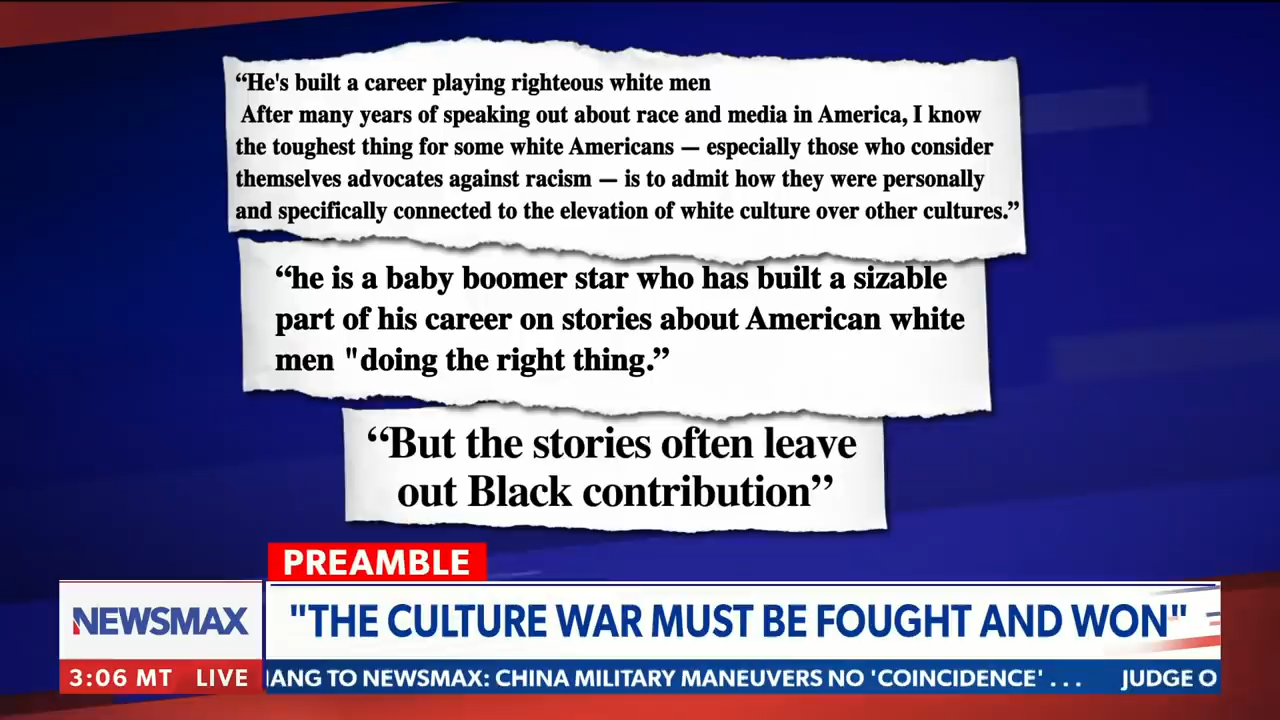 “He's built a career playing righteous white men
After many years of speaking out about race and media in America, I know
the toughest thing for some white Americans — especially those who consider
themselves advocates against racism — is to admit how they were personally
and specifically connected to the elevation of white culture over other cultures.”
“he is a baby boomer star who has built a sizable
part of his career on stories about American white
men "doing the right thing.”
“But the stories often leave
out Black contribution”
PREAMBLE
NEWSMAX
"THE CULTURE WAR MUST BE FOUGHT AND WON"
3:06 MT LIVE
IANG TO NEWSMAX: CHINA MILITARY MANEUVERS NO 'COINCIDENCE' . . . JUDGE O